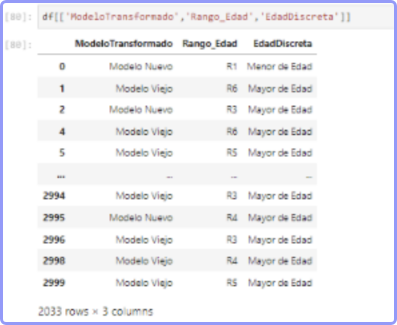 [80]: df[['ModeloTransformado','Rango_Edad','EdadDiscreta']]
[80]:
ModeloTransformado Rango_Edad EdadDiscreta
0 Modelo Nuevo R1 Menor de Edad
1 Modelo Viejo R6 Mayor de Edad
2 Modelo Nuevo R3 Mayor de Edad
4 Modelo Viejo R6 Mayor de Edad
5 Modelo Viejo R5 Mayor de Edad
... ... ... ...
2994 Modelo Viejo R3 Mayor de Edad
2995 Modelo Nuevo R4 Mayor de Edad
2996 Modelo Viejo R3 Mayor de Edad
2998 Modelo Viejo R4 Mayor de Edad
2999 Modelo Viejo R5 Mayor de Edad
2033 rows × 3 columns